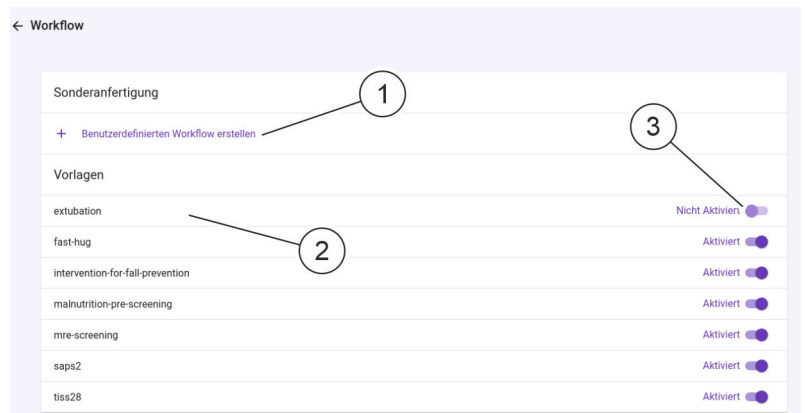 ← Workflow
Sonderanfertigung
1
+ Benutzerdefinierten Workflow erstellen
3
Vorlagen
extubation Nicht Aktivier.
fast-hug Aktiviert
2
intervention-for-fall-prevention Aktiviert
malnutrition-pre-screening Aktiviert
mre-screening Aktiviert
saps2 Aktiviert
tiss28 Aktiviert